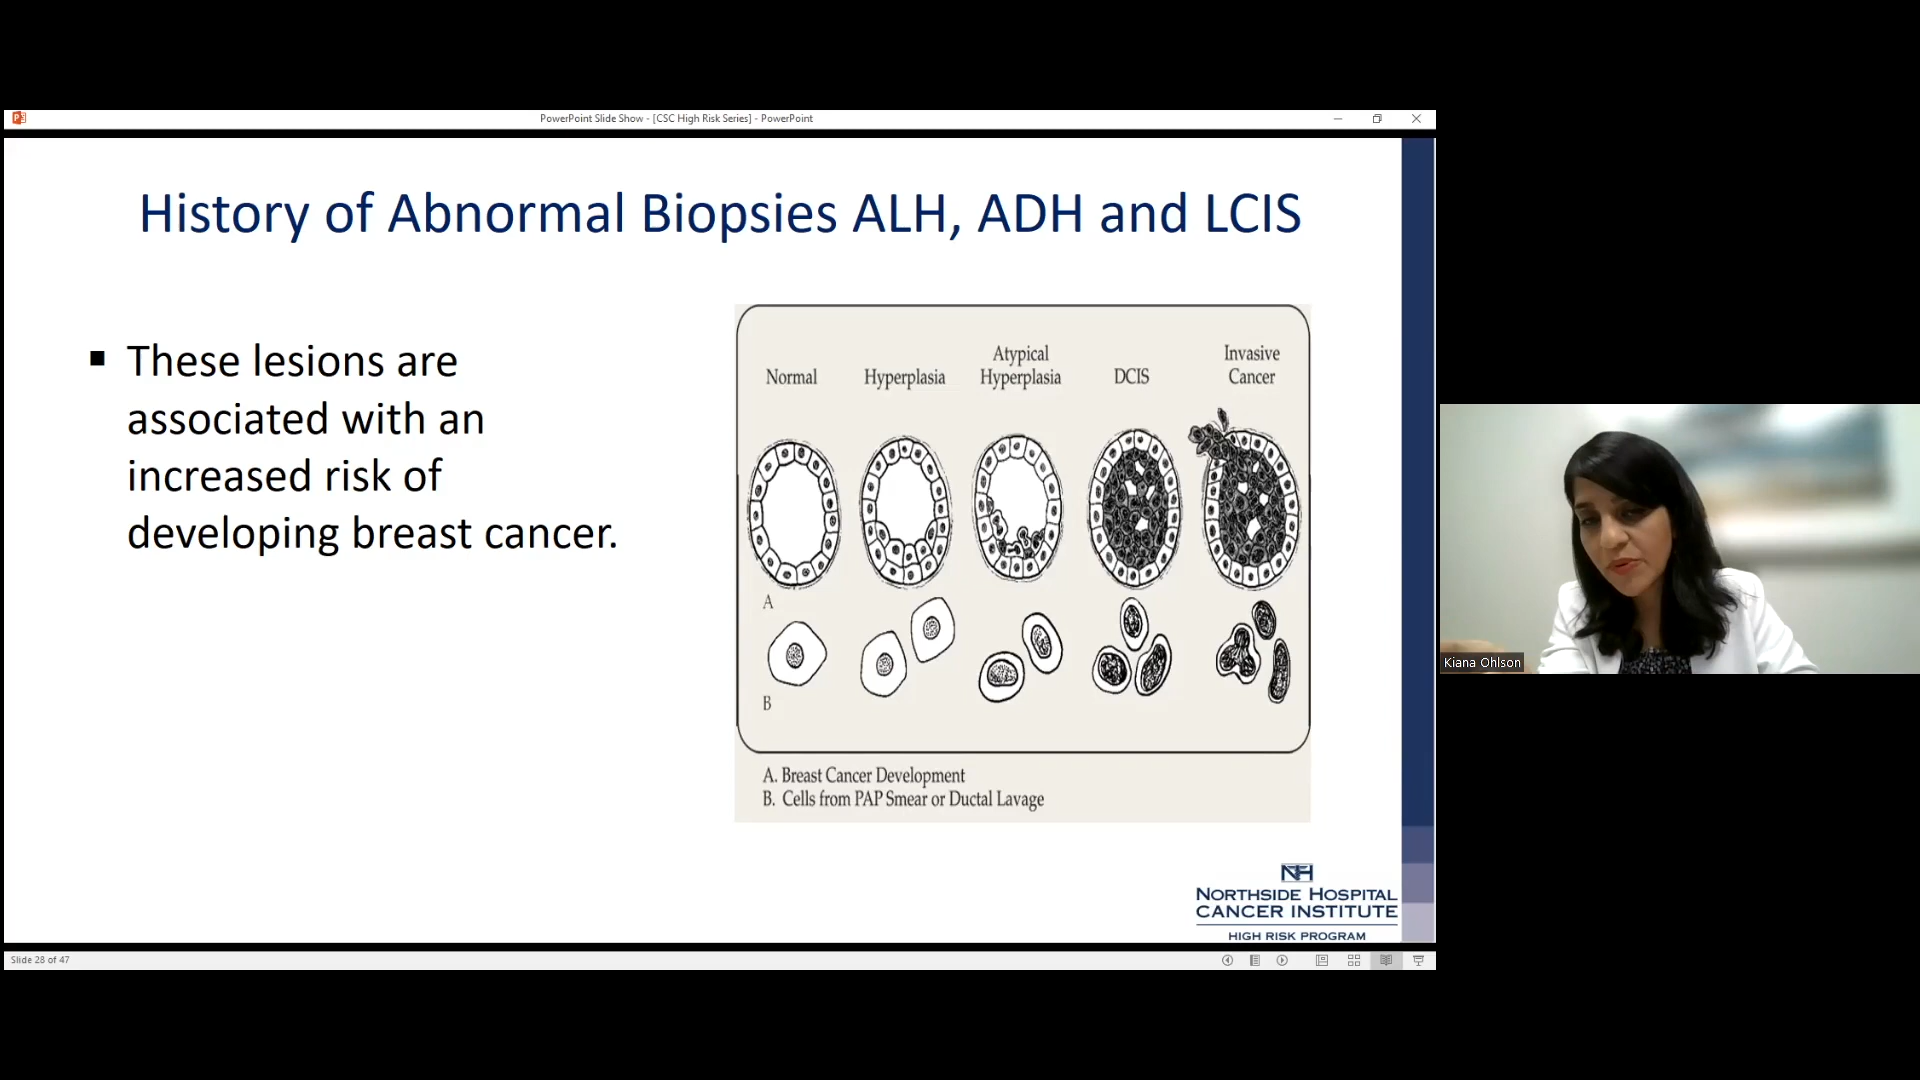 PowerPoint Slide Show - [CSC High Risk Series] - PowerPoint
History of Abnormal Biopsies ALH, ADH and LCIS
▪ These lesions are
associated with an
increased risk of
developing breast cancer.
Normal
Hyperplasia
Atypical
Hyperplasia
DCIS
Invasive
Cancer
A
B
A. Breast Cancer Development
B. Cells from PAP Smear or Ductal Lavage
NH
NORTHSIDE HOSPITAL
CANCER INSTITUTE
HIGH RISK PROGRAM
Slide 28 of 47
Kiana Ohlson